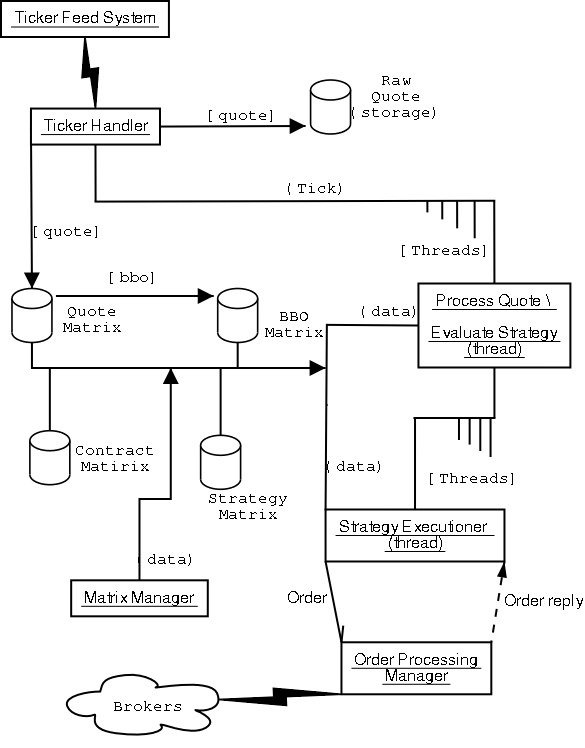 Ticker Feed System
Raw
Quote
( storage)
[ quote]
Ticker Handler
( Tick)
[ quote]
[ Threads]
[ bbo]
Process Quote \
Evaluate Strategy
(thread)
( data)
Quote
Matrix
BBO
Matrix
Contract
Matirix
( data)
[ Threads]
Strategy
Matrix
Strategy Executioner
(thread)
( data)
Matrix Manager
Order
Order reply
Order Processing
Manager
Brokers